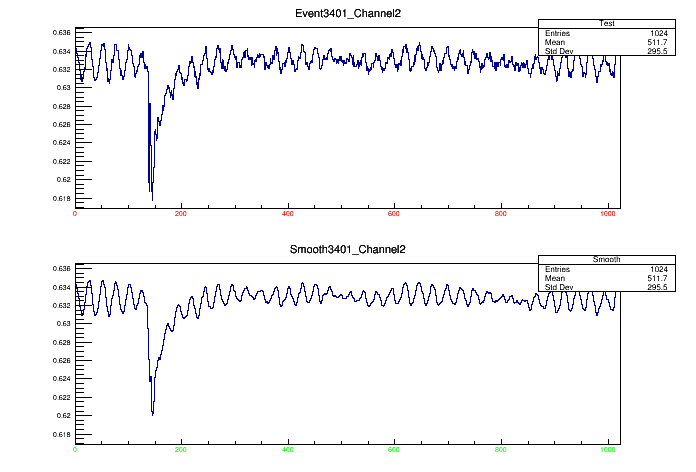 Event3401_Channel2
Test
Entries 1024
Mean 511.7
Std Dev 295.5
0.636
0.634
0.632
0.63
0.628
0.626
0.624
0.622
0.62
0.618
0 200 400 600 800 1000
Smooth3401_Channel2
Smooth
Entries 1024
Mean 511.7
Std Dev 295.5
0.636
0.634
0.632
0.63
0.628
0.626
0.624
0.622
0.62
0.618
0 200 400 600 800 1000